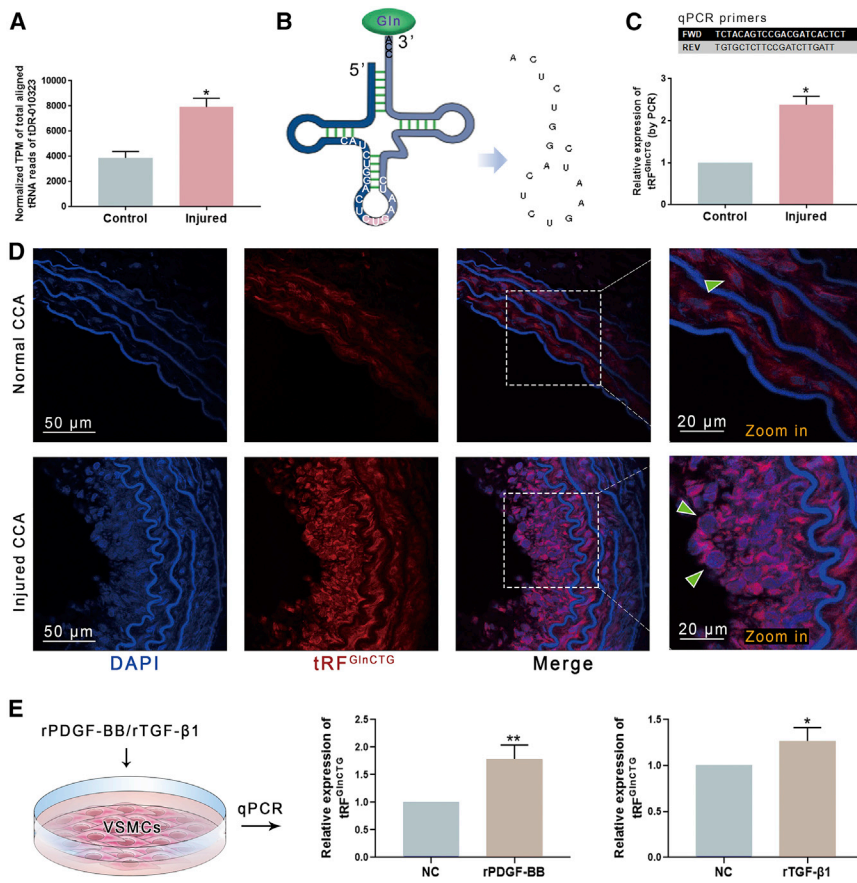 A
Normalized TPM of total aligned
tRNA reads of tDR-010323
10000
8000
6000
4000
2000
0
*
Control
Injured
B
Gln
A
C
C
3’
5’
CAUCUGGAC
UCUGUGAAUC
A
C
U
C
U
G
G
A
C
U
C
U
G
A
A
U
C
qPCR primers
FWD TCTACAGTCCGACGATCACTCT
REV TGTGCTCTTCCGATCTTGATT
Relative expression of
tRF^GlnCTG (by PCR)
3
2
1
0
*
Control
Injured
D
Normal CCA
50 μm
20 μm
Zoom in
Injured CCA
50 μm
20 μm
Zoom in
DAPI
tRF^GlnCTG
Merge
E
rPDGF-BB/rTGF-β1
VSMCs
qPCR
Relative expression of
tRF^GlnCTG
2.5
2.0
1.5
1.0
0.5
0.0
**
NC
rPDGF-BB
Relative expression of
tRF^GlnCTG
1.5
1.0
0.5
0.0
*
NC
rTGF-β1